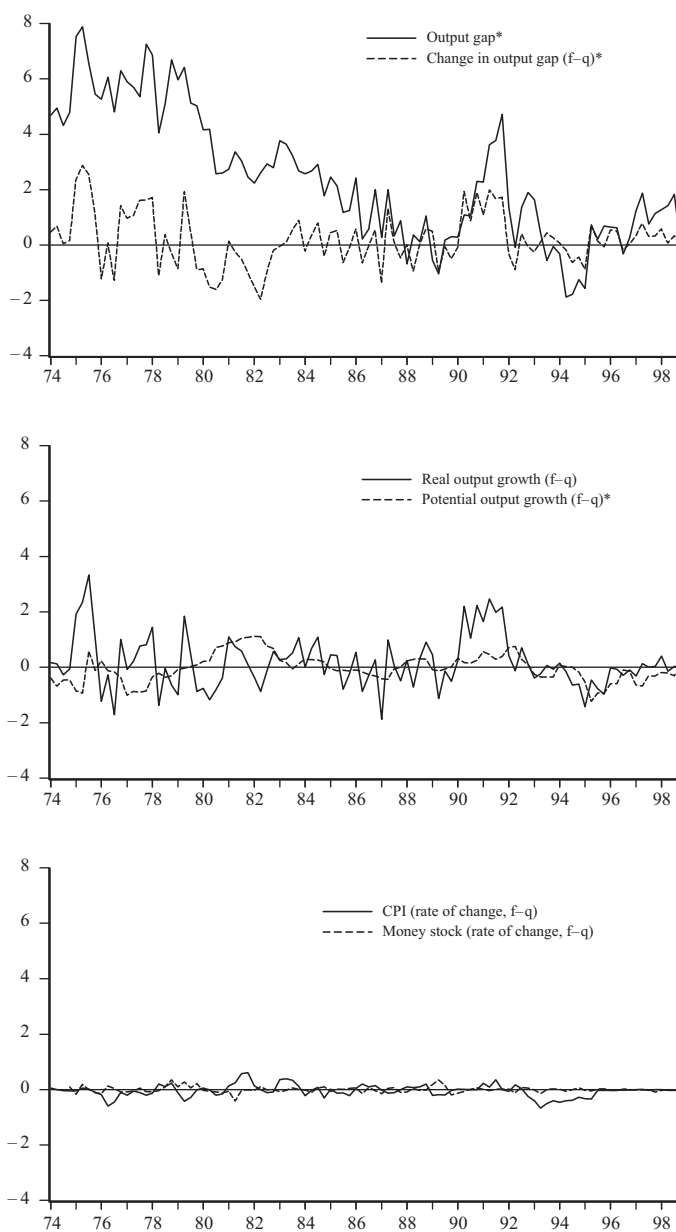 8
6
4
2
0
−2
−4
Output gap*
Change in output gap (f–q)*
74 76 78 80 82 84 86 88 90 92 94 96 98
8
6
4
2
0
−2
−4
Real output growth (f–q)
Potential output growth (f–q)*
74 76 78 80 82 84 86 88 90 92 94 96 98
8
6
4
2
0
−2
−4
CPI (rate of change, f–q)
Money stock (rate of change, f–q)
74 76 78 80 82 84 86 88 90 92 94 96 98